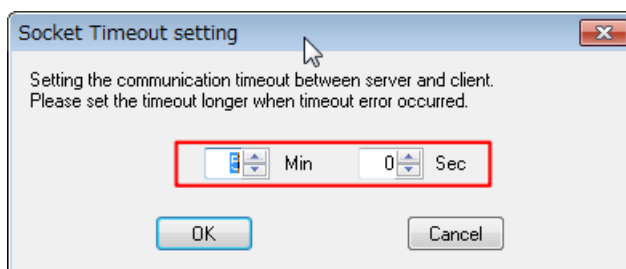 Socket Timeout setting
Setting the communication timeout between server and client.
Please set the timeout longer when timeout error occurred.
5 Min 0 Sec
OK Cancel